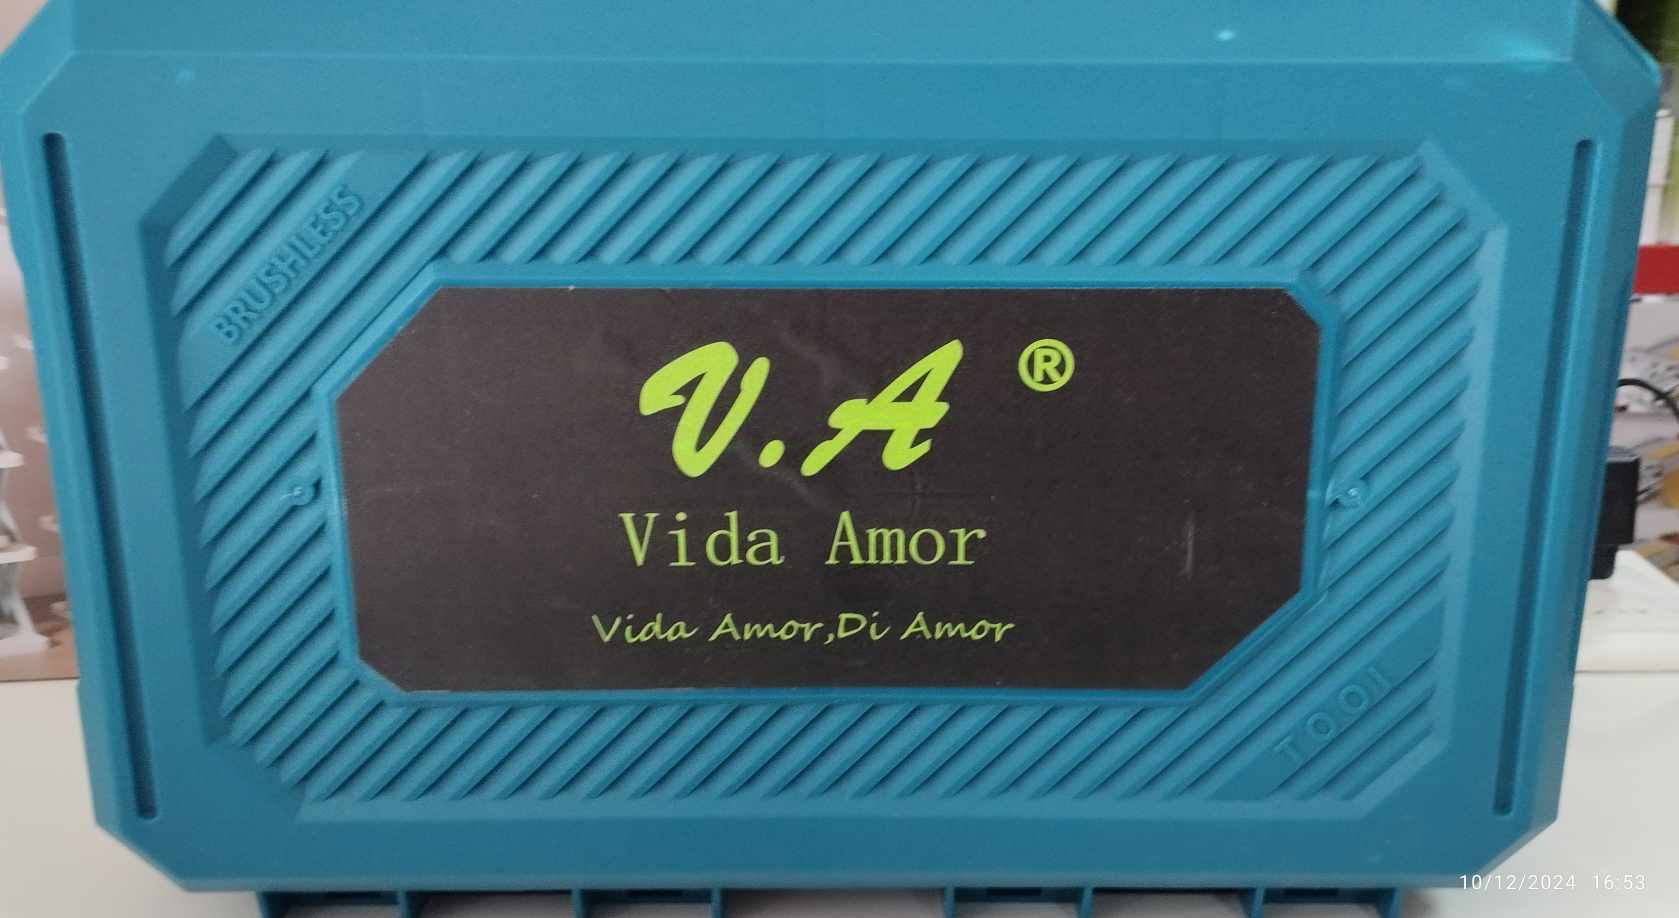 BRUSHLESS
V.A ®
Vida Amor
Vida Amor,Di Amor
TOOL
10/12/2024 16:53